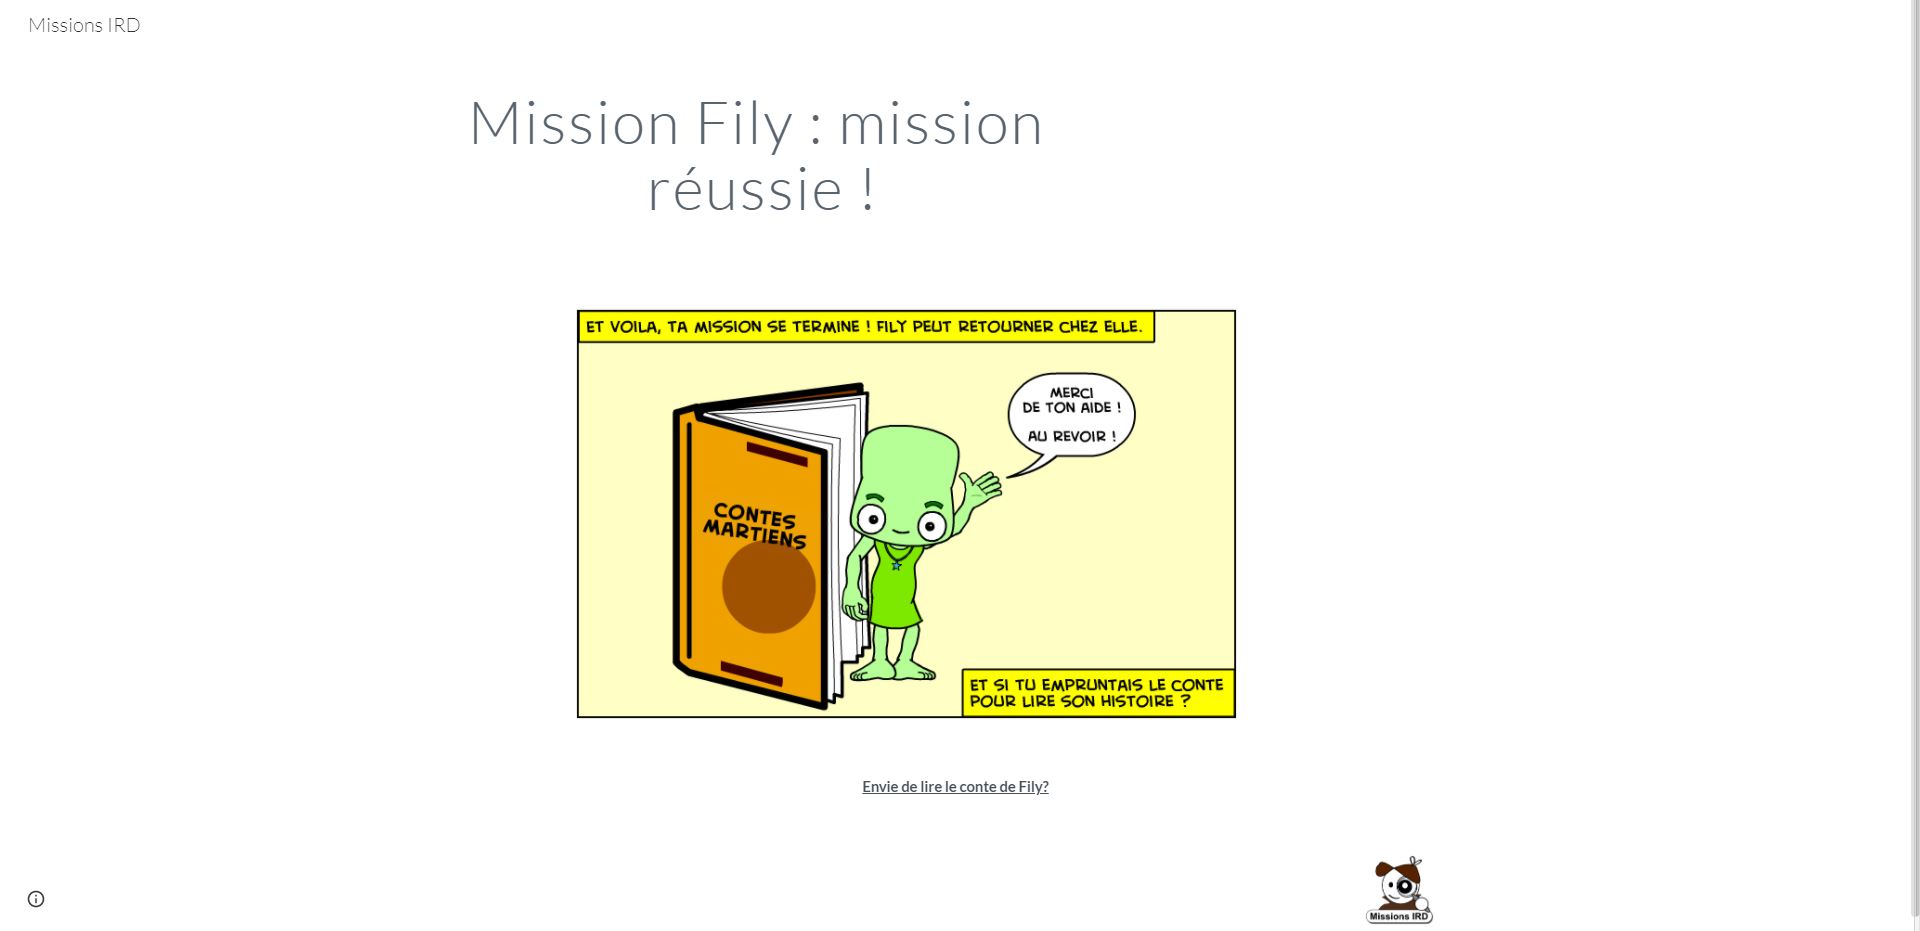 Missions IRD
Mission Fily : mission
réussie !
ET VOILA, TA MISSION SE TERMINE ! FILY PEUT RETOURNER CHEZ ELLE.
MERCI
DE TON AIDE !
AU REVOIR !
CONTES
MARTIENS
ET SI TU EMPRUNTAIS LE CONTE
POUR LIRE SON HISTOIRE ?
Envie de lire le conte de Fily?
Missions IRD